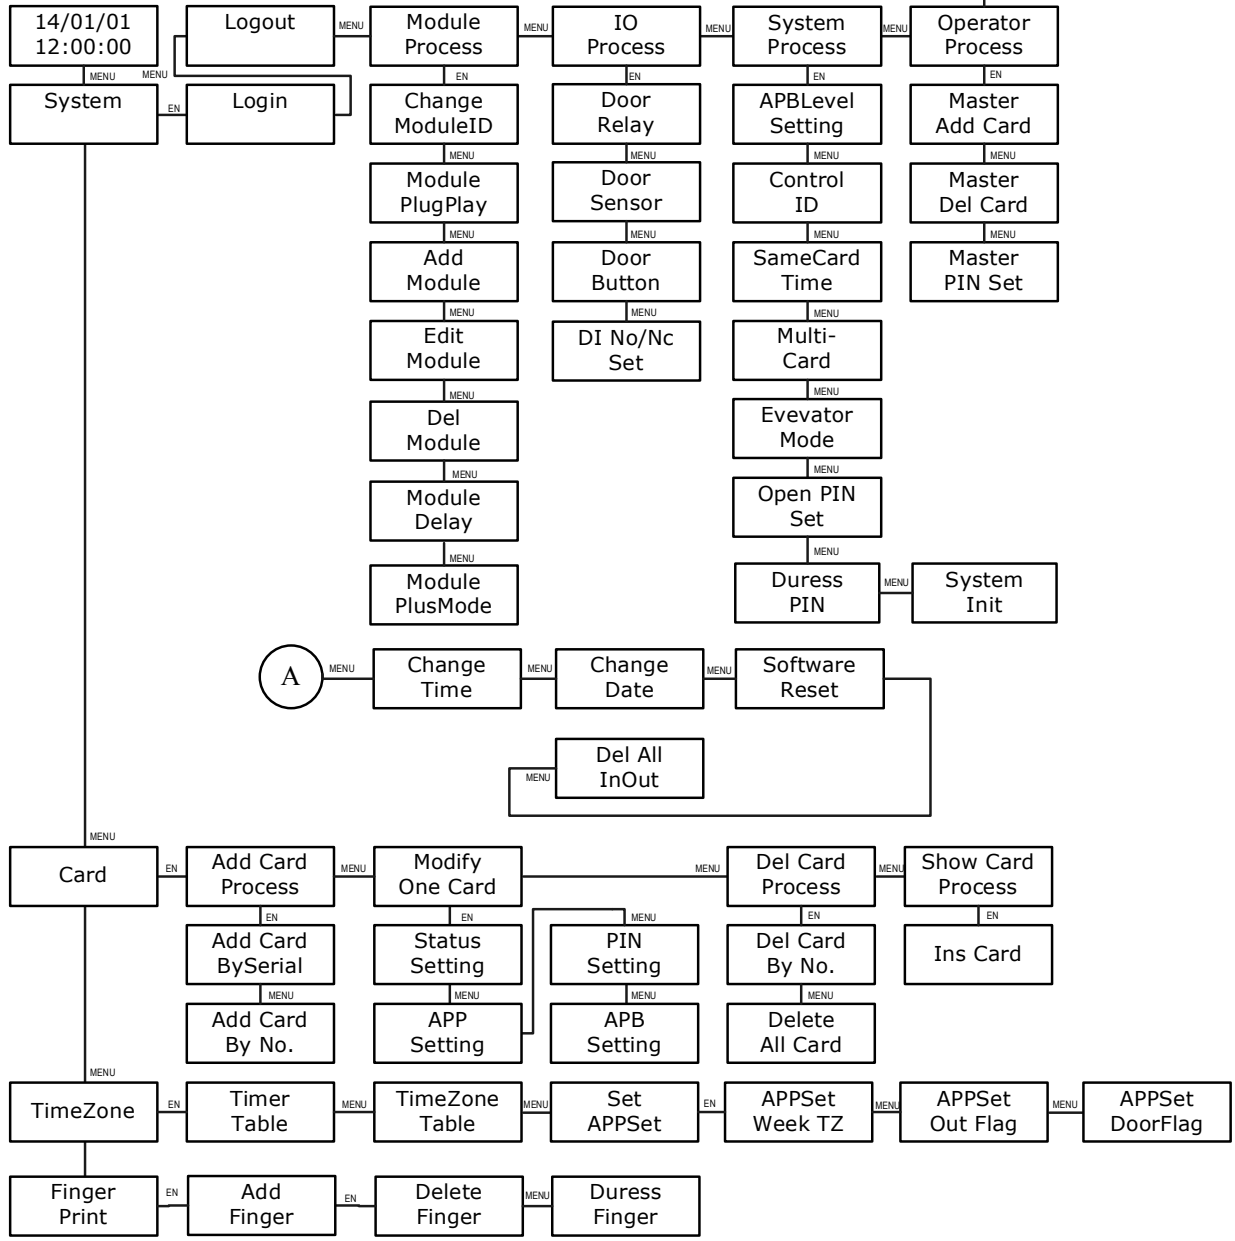 14/01/01
12:00:00
Logout
MENU
Module
Process
MENU
IO
Process
MENU
System
Process
MENU
Operator
Process
MENU
MENU
EN
EN
EN
EN
System
EN
Login
Change
ModuleID
Door
Relay
APBLevel
Setting
Master
Add Card
MENU
MENU
MENU
MENU
Module
PlugPlay
Door
Sensor
Control
ID
Master
Del Card
MENU
MENU
MENU
MENU
Add
Module
Door
Button
SameCard
Time
Master
PIN Set
MENU
MENU
MENU
Edit
Module
DI No/Nc
Set
Multi-
Card
MENU
MENU
Del
Module
Evevator
Mode
MENU
MENU
Module
Delay
Open PIN
Set
MENU
MENU
Module
PlusMode
Duress
PIN
MENU
System
Init
A
MENU
Change
Time
MENU
Change
Date
MENU
Software
Reset
MENU
Del All
InOut
MENU
Card
EN
Add Card
Process
MENU
Modify
One Card
MENU
Del Card
Process
MENU
Show Card
Process
EN
EN
MENU
EN
EN
Add Card
BySerial
Status
Setting
PIN
Setting
Del Card
By No.
Ins Card
MENU
MENU
MENU
MENU
Add Card
By No.
APP
Setting
APB
Setting
Delete
All Card
MENU
TimeZone
EN
Timer
Table
MENU
TimeZone
Table
MENU
Set
APPSet
EN
APPSet
Week TZ
MENU
APPSet
Out Flag
MENU
APPSet
DoorFlag
Finger
Print
EN
Add
Finger
EN
Delete
Finger
MENU
Duress
Finger